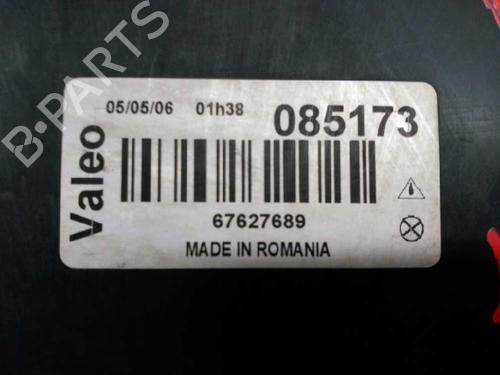 B-PARTS
05/05/06 01h38 085173
Valeo
67627689
MADE IN ROMANIA